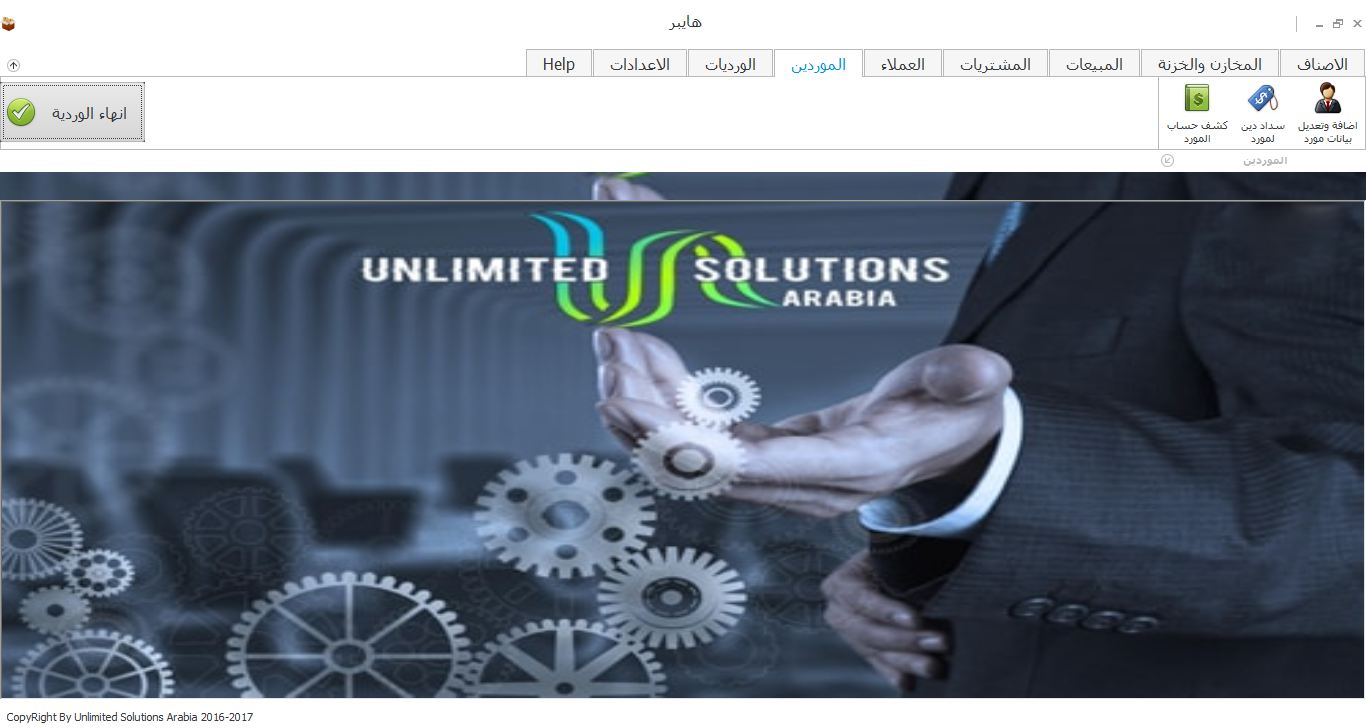 هايبر
الاصناف
المخازن والخزنة
المبيعات
المشتريات
العملاء
الموردين
الورديات
الاعدادات
Help
اضافة وتعديل
بيانات مورد
سداد دين
لمورد
كشف حساب
المورد
انهاء الوردية
الموردين
UNLIMITED SOLUTIONS
ARABIA
CopyRight By Unlimited Solutions Arabia 2016-2017